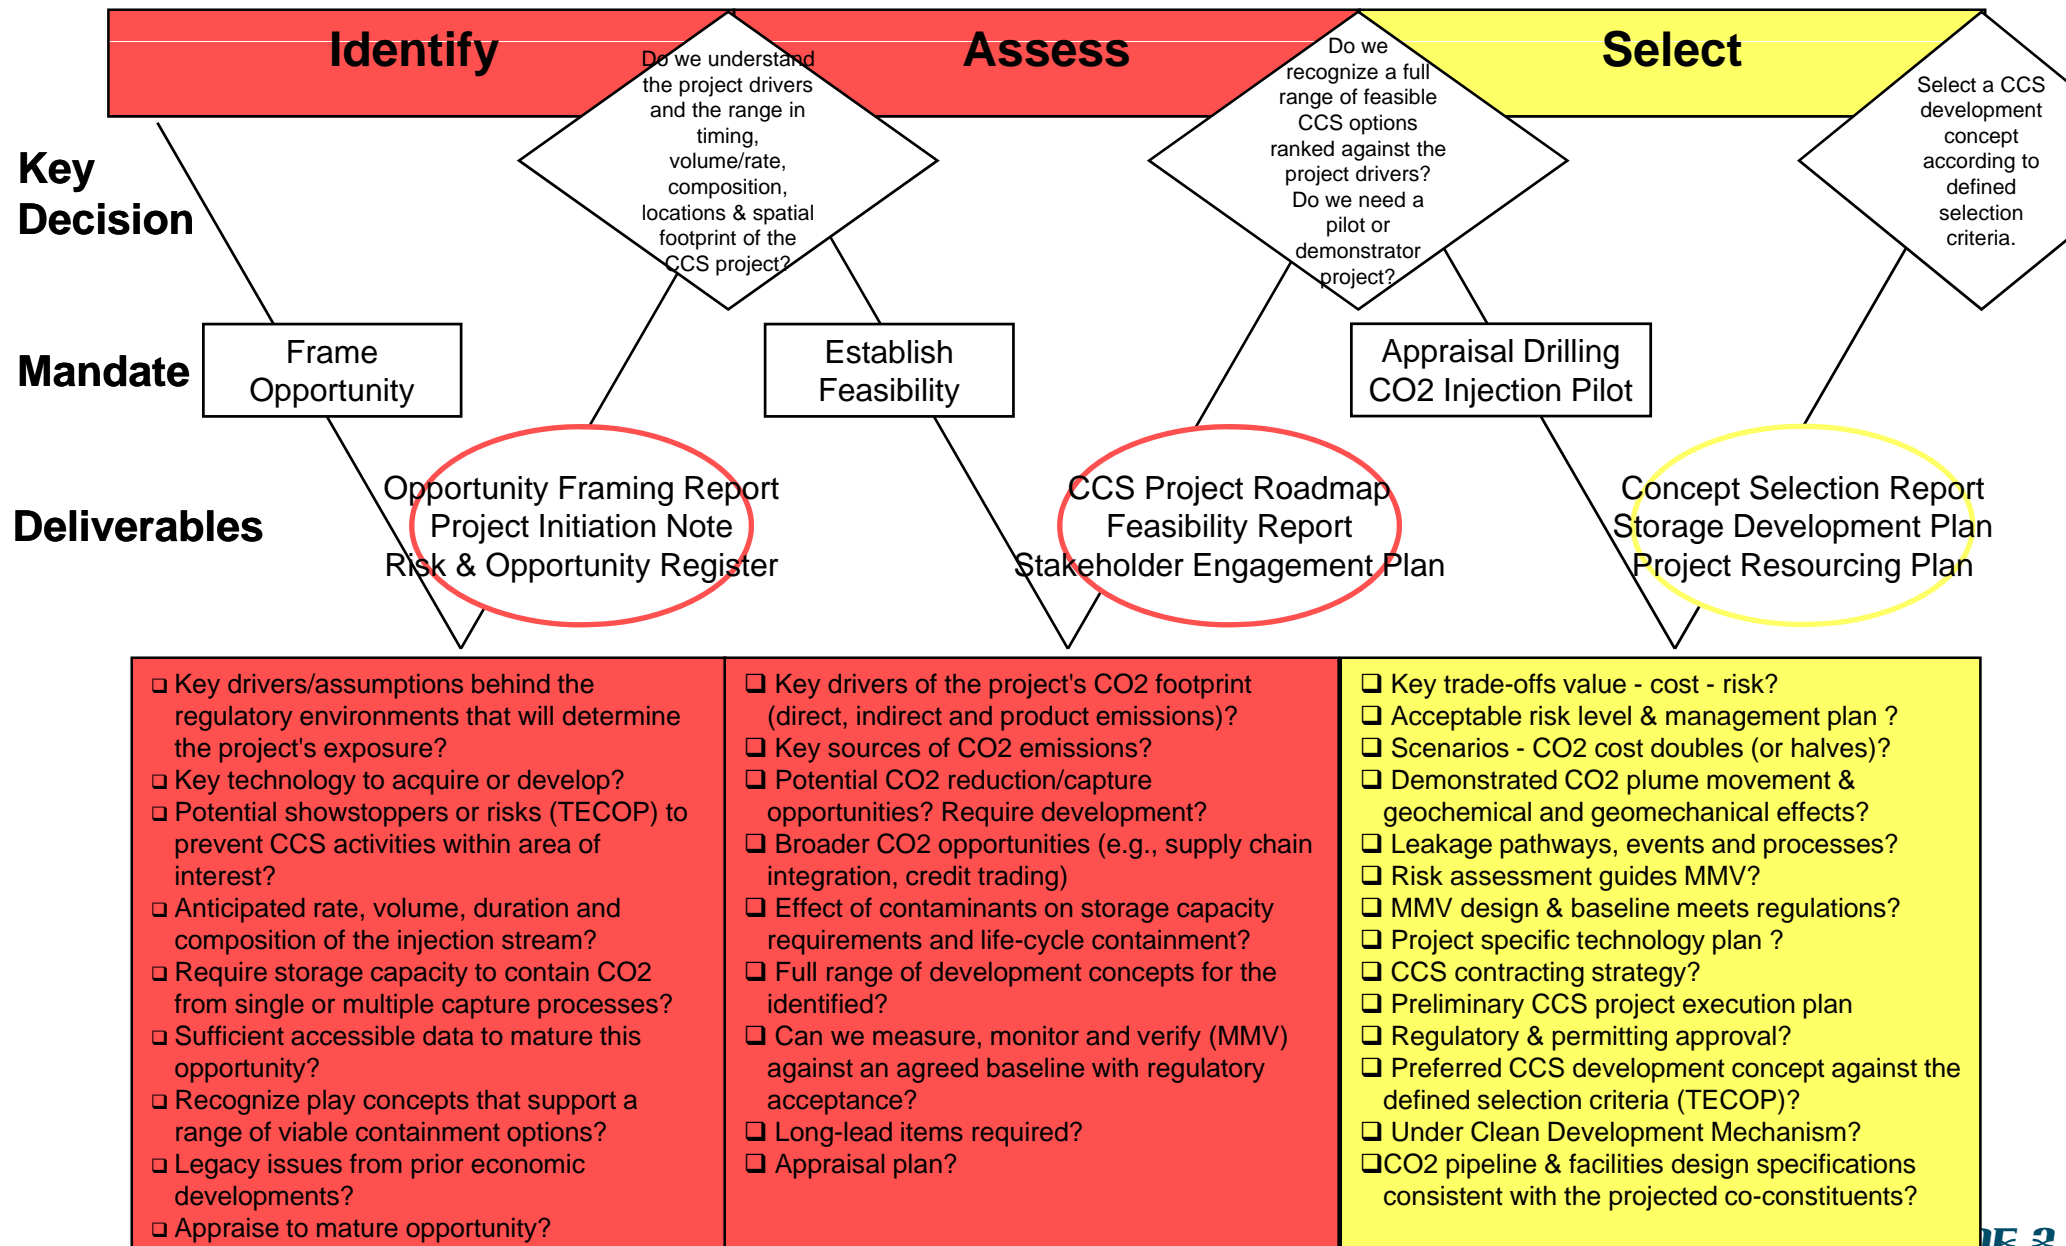 Identify
Do we understand
the project drivers
and the range in
timing,
volume/rate,
composition,
locations & spatial
footprint of the
CCS project?
Assess
Do we
recognize a full
range of feasible
CCS options
ranked against the
project drivers?
Do we need a
pilot or
demonstrator
project?
Select
Select a CCS
development
concept
according to
defined
selection
criteria.
Key
Decision
Mandate
Frame
Opportunity
Establish
Feasibility
Appraisal Drilling
CO2 Injection Pilot
Deliverables
Opportunity Framing Report
Project Initiation Note
Risk & Opportunity Register
CCS Project Roadmap
Feasibility Report
Stakeholder Engagement Plan
Concept Selection Report
Storage Development Plan
Project Resourcing Plan
❑ Key drivers/assumptions behind the
regulatory environments that will determine
the project's exposure?
❑ Key technology to acquire or develop?
❑ Potential showstoppers or risks (TECOP) to
prevent CCS activities within area of
interest?
❑ Anticipated rate, volume, duration and
composition of the injection stream?
❑ Require storage capacity to contain CO2
from single or multiple capture processes?
❑ Sufficient accessible data to mature this
opportunity?
❑ Recognize play concepts that support a
range of viable containment options?
❑ Legacy issues from prior economic
developments?
❑ Appraise to mature opportunity?
❑ Key drivers of the project's CO2 footprint
(direct, indirect and product emissions)?
❑ Key sources of CO2 emissions?
❑ Potential CO2 reduction/capture
opportunities? Require development?
❑ Broader CO2 opportunities (e.g., supply chain
integration, credit trading)
❑ Effect of contaminants on storage capacity
requirements and life-cycle containment?
❑ Full range of development concepts for the
identified?
❑ Can we measure, monitor and verify (MMV)
against an agreed baseline with regulatory
acceptance?
❑ Long-lead items required?
❑ Appraisal plan?
❑ Key trade-offs value - cost - risk?
❑ Acceptable risk level & management plan ?
❑ Scenarios - CO2 cost doubles (or halves)?
❑ Demonstrated CO2 plume movement &
geochemical and geomechanical effects?
❑ Leakage pathways, events and processes?
❑ Risk assessment guides MMV?
❑ MMV design & baseline meets regulations?
❑ Project specific technology plan ?
❑ CCS contracting strategy?
❑ Preliminary CCS project execution plan
❑ Regulatory & permitting approval?
❑ Preferred CCS development concept against the
defined selection criteria (TECOP)?
❑ Under Clean Development Mechanism?
❑CO2 pipeline & facilities design specifications
consistent with the projected co-constituents?